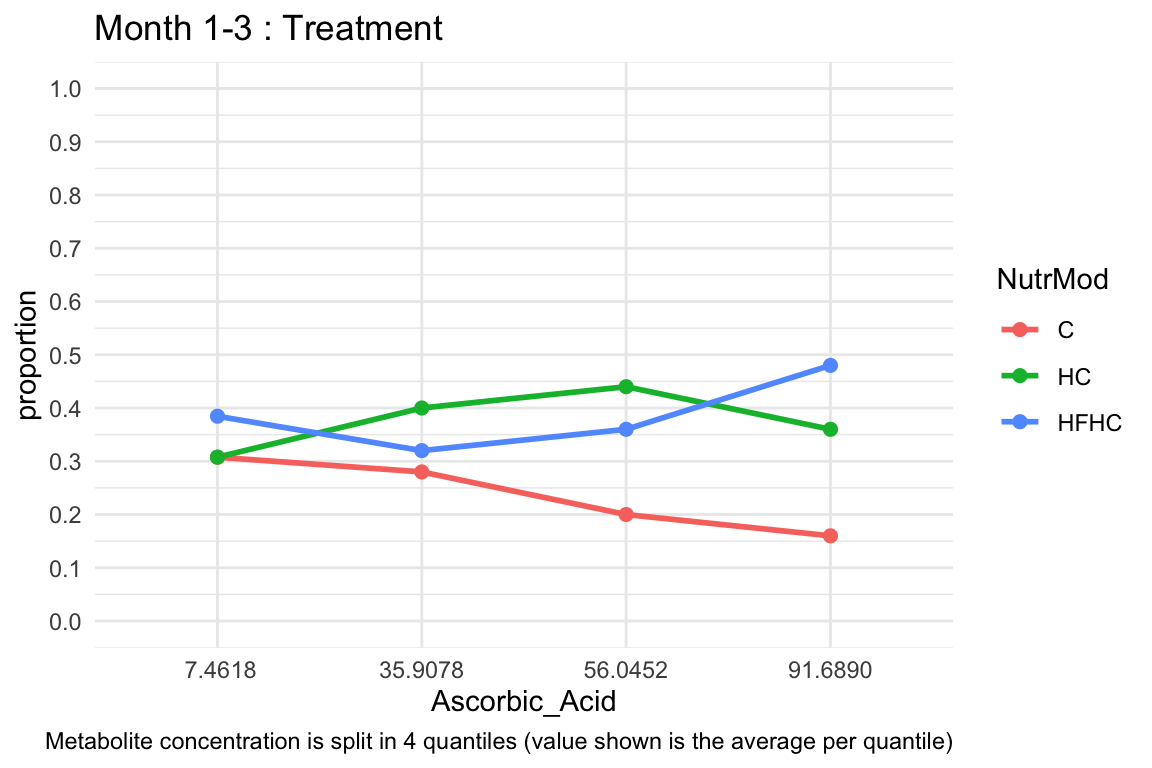 Month 1-3 : Treatment
1.0
0.9
0.8
0.7
0.6
0.5
0.4
0.3
0.2
0.1
0.0
proportion
7.4618 35.9078 56.0452 91.6890
Ascorbic_Acid
Metabolite concentration is split in 4 quantiles (value shown is the average per quantile)
NutrMod
C
HC
HFHC